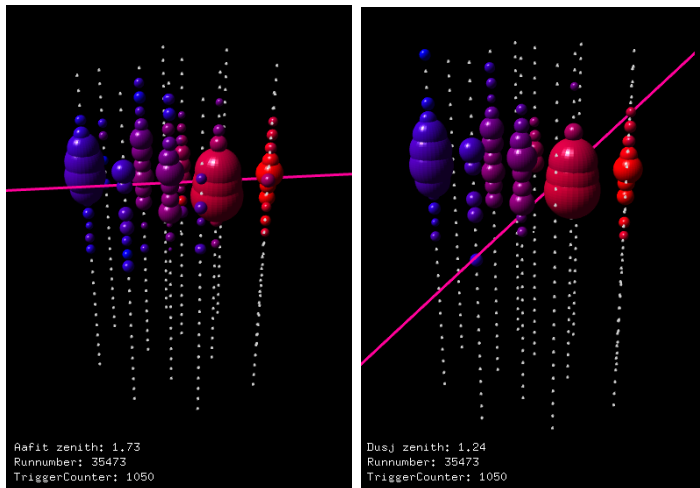 Aafit zenith: 1.73
Runnumber: 35473
TriggerCounter: 1050
Dusj zenith: 1.24
Runnumber: 35473
TriggerCounter: 1050